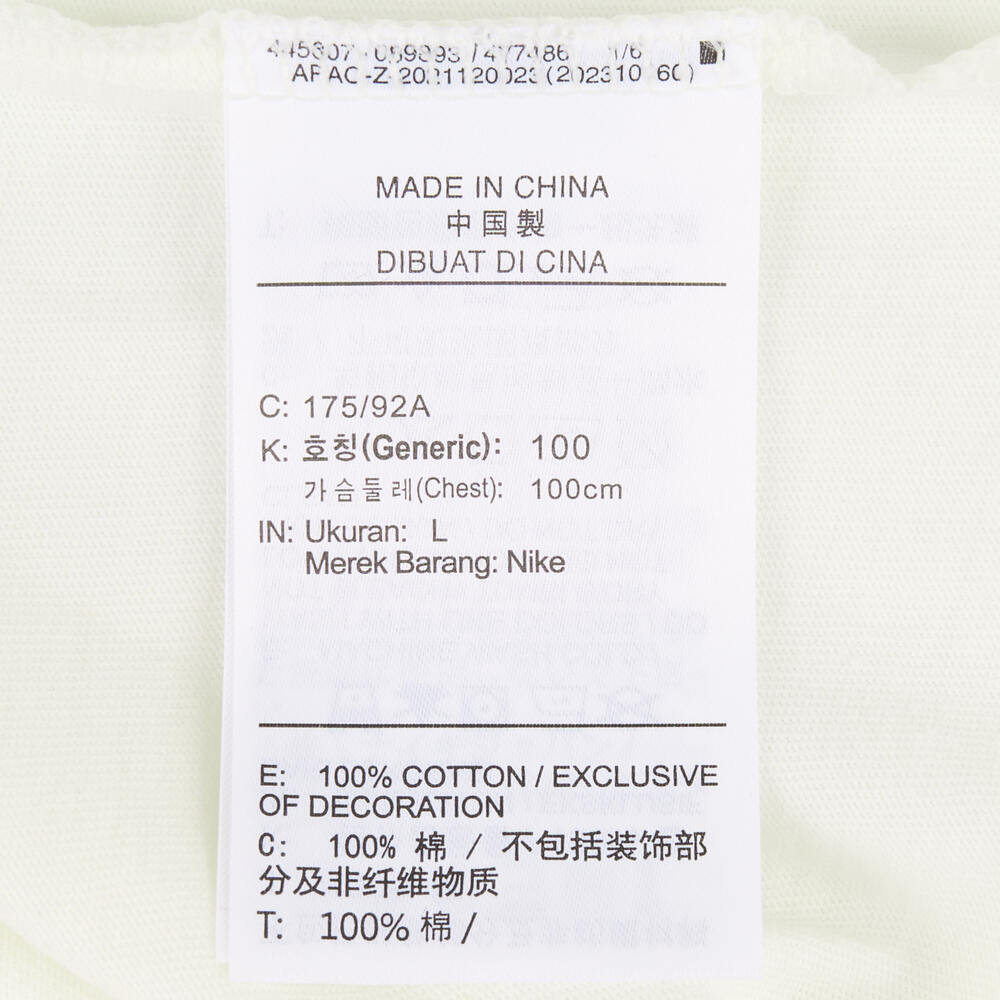 MADE IN CHINA
中国製
DIBUAT DI CINA
C: 175/92A
K: 호칭(Generic): 100
가슴둘레(Chest): 100cm
IN: Ukuran: L
Merek Barang: Nike
E: 100% COTTON / EXCLUSIVE
OF DECORATION
C: 100% 棉 / 不包括装饰部
分及非纤维物质
T: 100% 棉 /